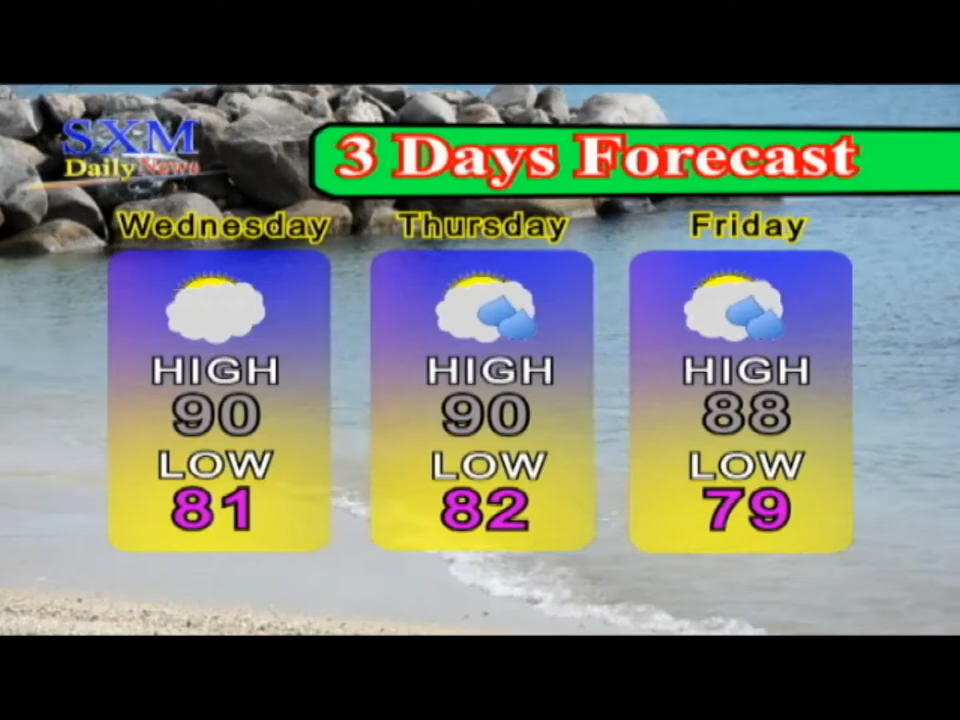 SXM
Daily News
3 Days Forecast
Wednesday Thursday Friday
HIGH HIGH HIGH
90 90 88
LOW LOW LOW
81 82 79